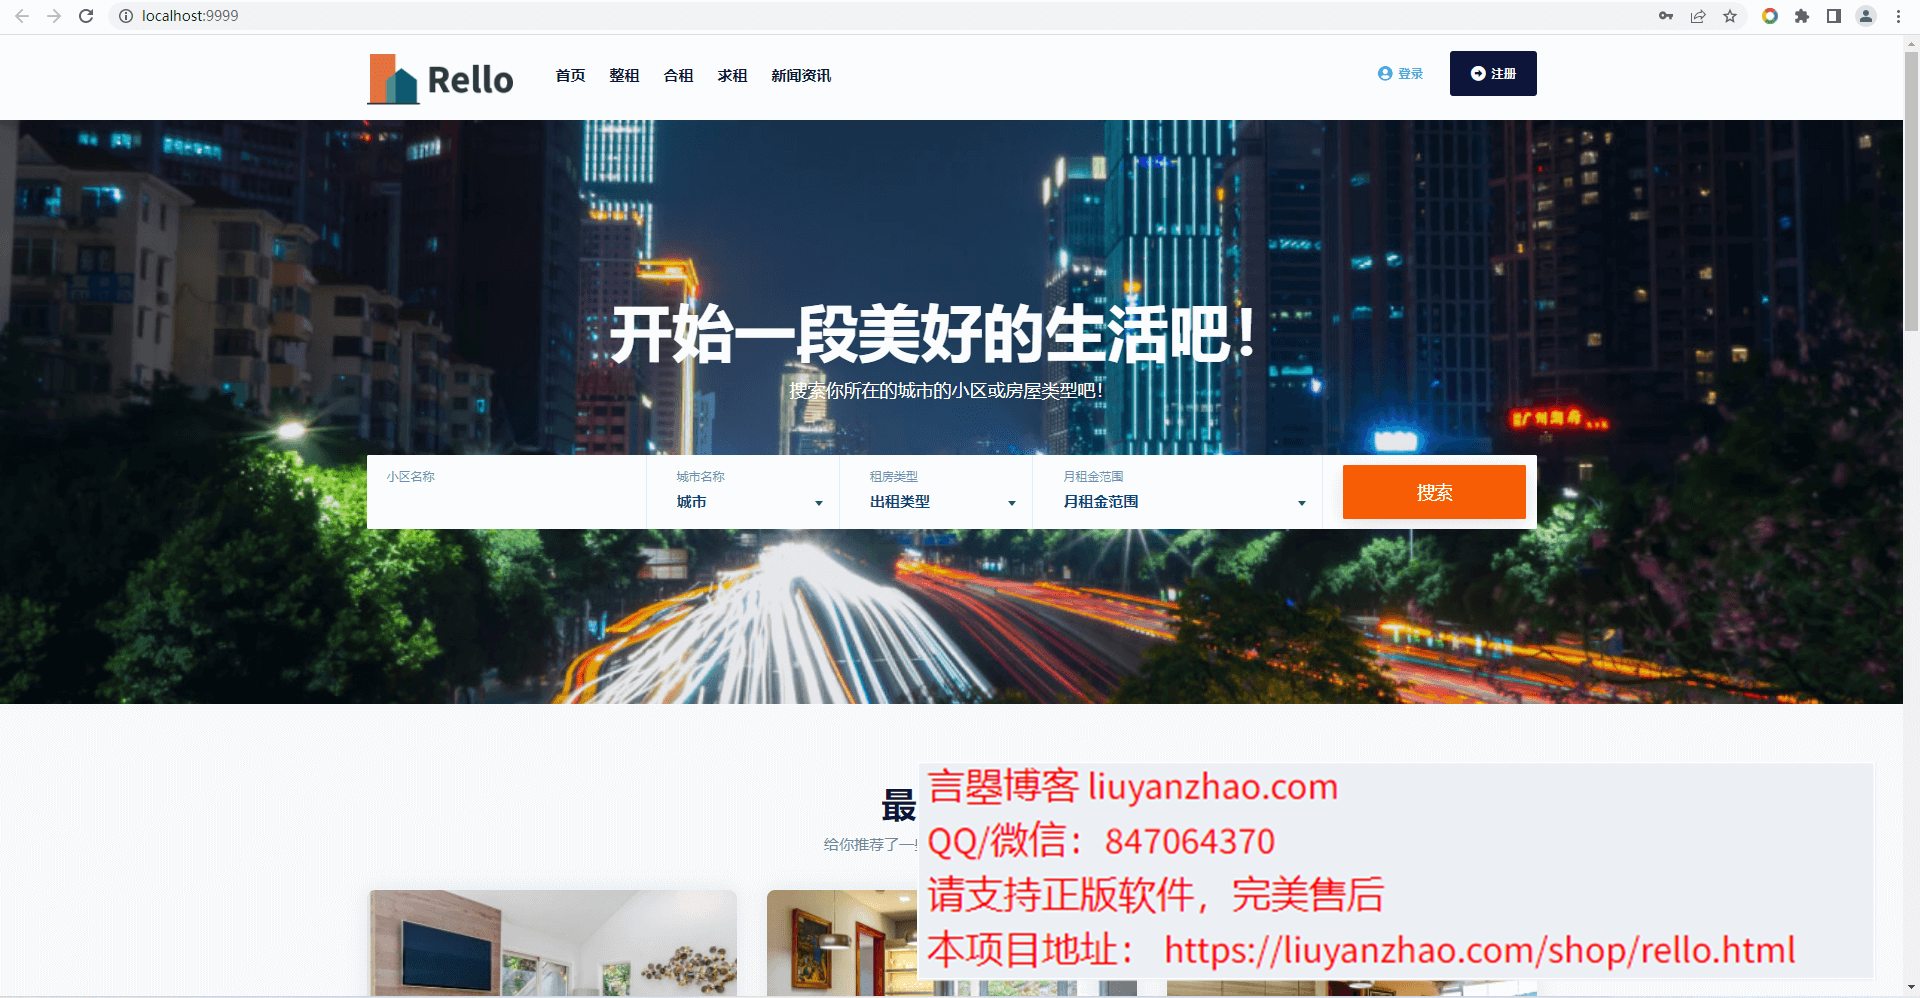 localhost:9999
Rello
首页 整租 合租 求租 新闻资讯
登录
注册
开始一段美好的生活吧！
搜索你所在的城市的小区或房屋类型吧！
小区名称 城市名称 租房类型 月租金范围
城市 出租类型 月租金范围
搜索
最
给你推荐了一
言曌博客 liuyanzhao.com
QQ/微信：847064370
请支持正版软件，完美售后
本项目地址： https://liuyanzhao.com/shop/rello.html